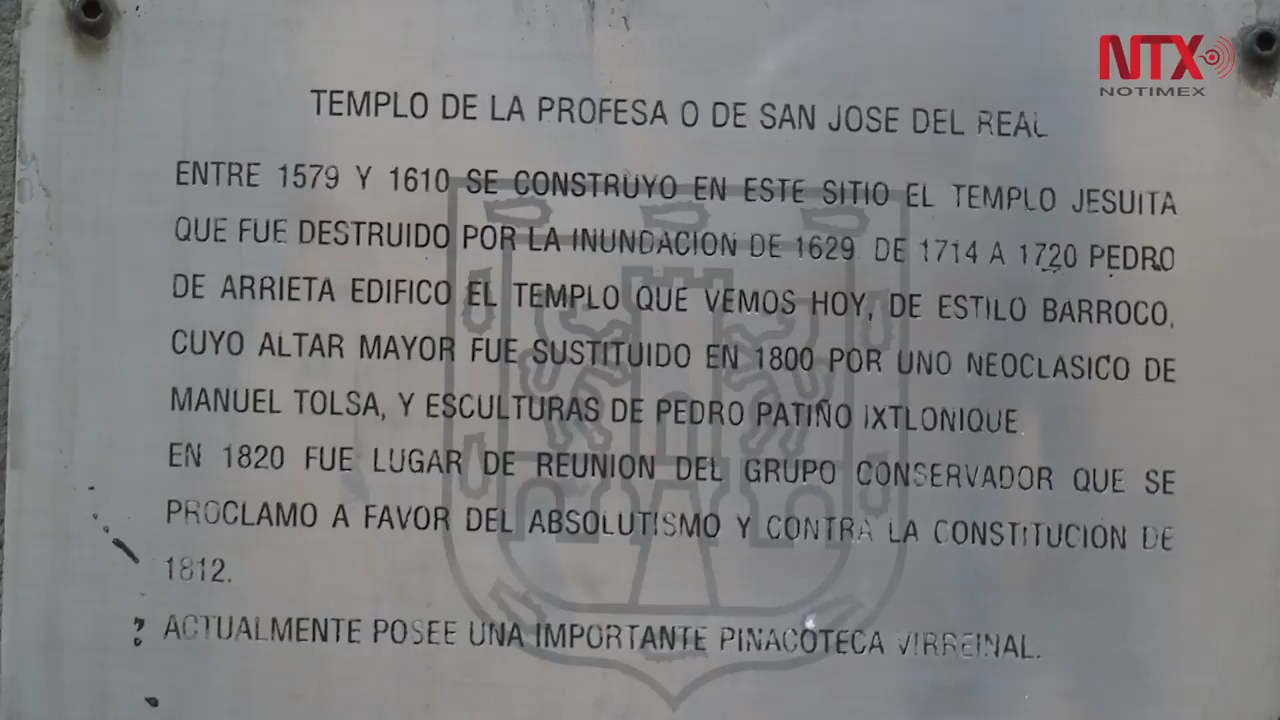 NTX
NOTIMEX
TEMPLO DE LA PROFESA O DE SAN JOSE DEL REAL
ENTRE 1579 Y 1610 SE CONSTRUYO EN ESTE SITIO EL TEMPLO JESUITA
QUE FUE DESTRUIDO POR LA INUNDACION DE 1629. DE 1714 A 1720 PEDRO
DE ARRIETA EDIFICO EL TEMPLO QUE VEMOS HOY, DE ESTILO BARROCO,
CUYO ALTAR MAYOR FUE SUSTITUIDO EN 1800 POR UNO NEOCLASICO DE
MANUEL TOLSA, Y ESCULTURAS DE PEDRO PATIÑO IXTLONIQUE.
EN 1820 FUE LUGAR DE REUNION DEL GRUPO CONSERVADOR QUE SE
PROCLAMO A FAVOR DEL ABSOLUTISMO Y CONTRA LA CONSTITUCION DE
1812.
ACTUALMENTE POSEE UNA IMPORTANTE PINACOTECA VIRREINAL.